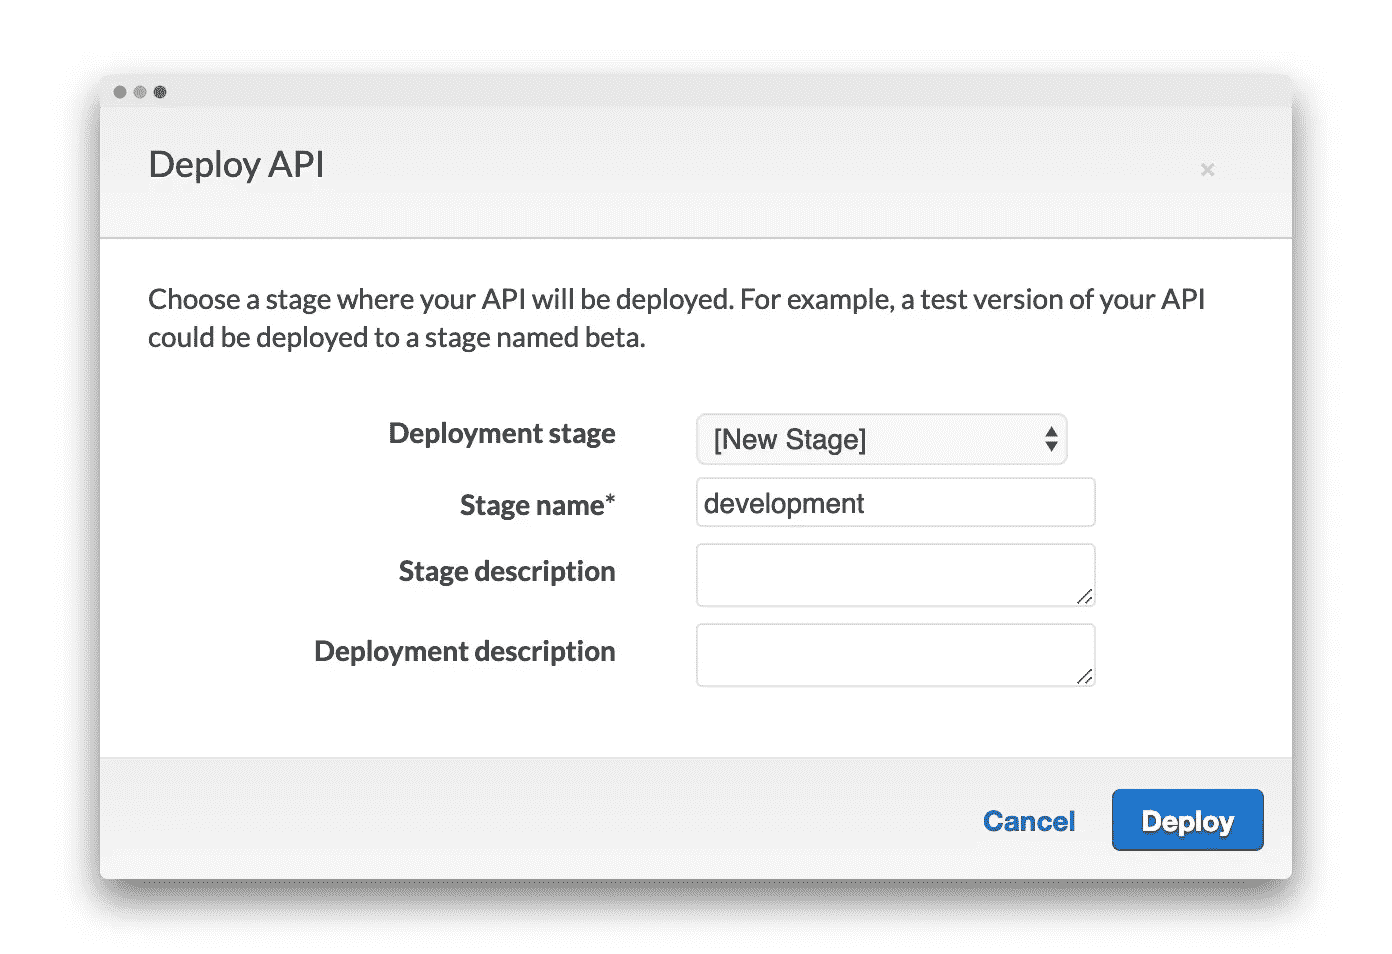 Deploy API
×
Choose a stage where your API will be deployed. For example, a test version of your API
could be deployed to a stage named beta.
Deployment stage [New Stage]
Stage name* development
Stage description
Deployment description
Cancel Deploy